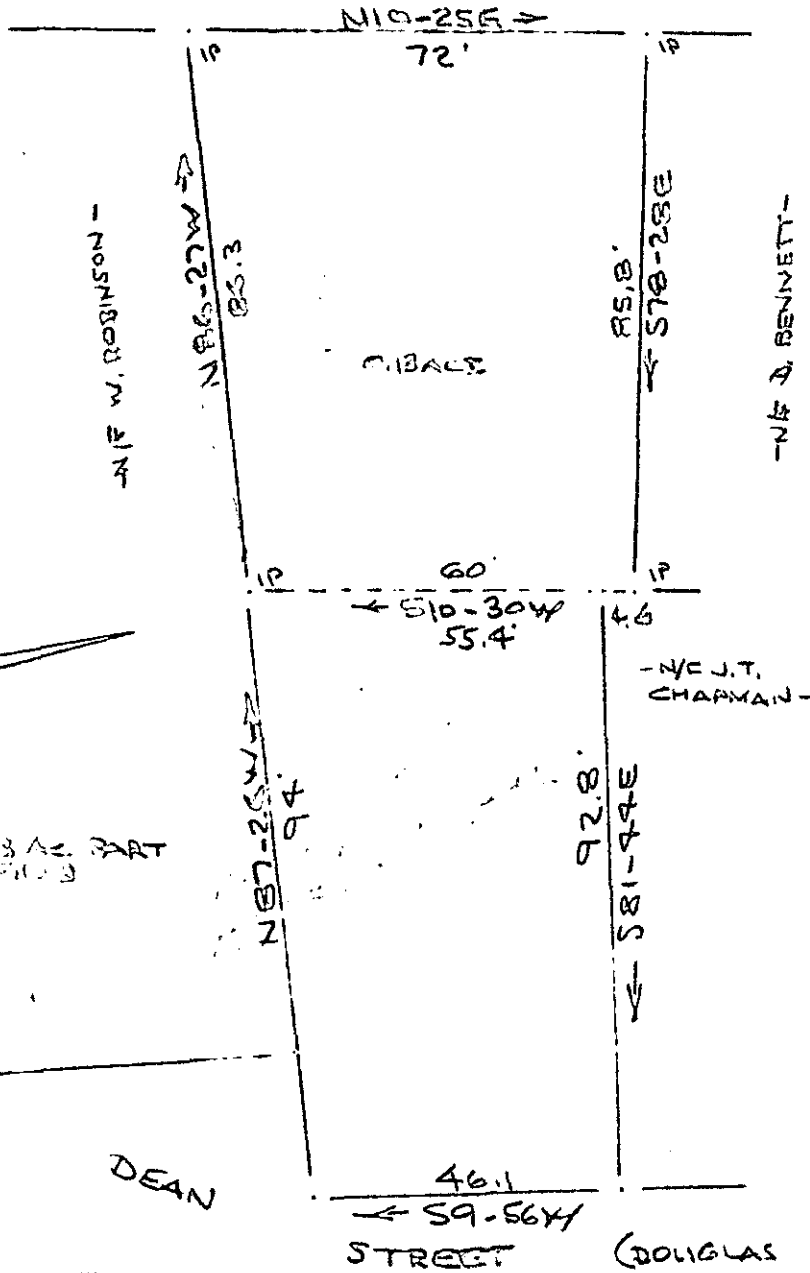 N10-25E →
72'
IP
IP
N86-27W →
85.3
← S78-28E
85.8'
-N/F W. ROBINSON-
-N/F D. BENNETT-
60'
IP
IP
← S10-30W
55.4'
4.6
-N/F J.T.
CHAPMAN-
N87-26W →
94'
92.8'
← S81-44E
AC. PART
DEAN
46.1
← S9-56W
STREET
(DOUGLAS